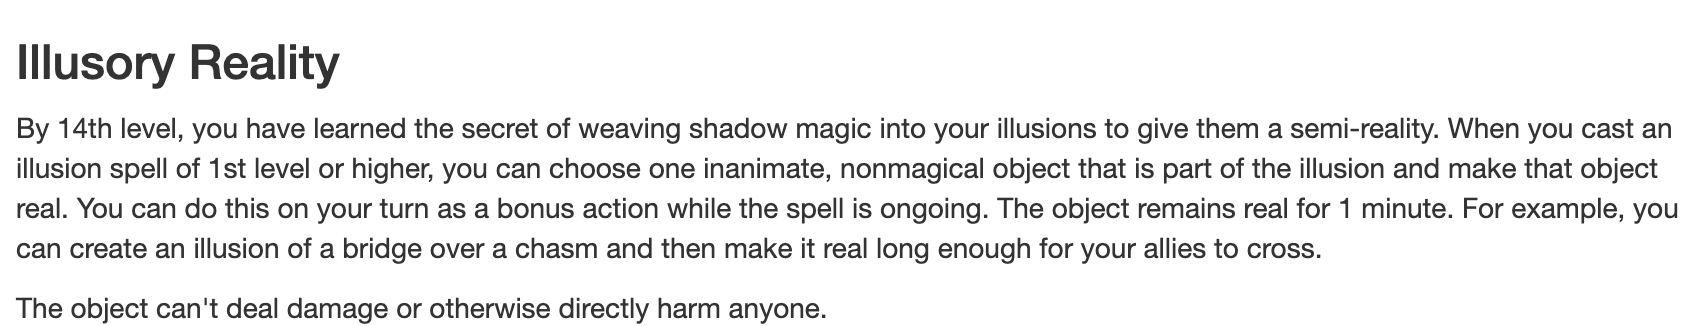 Illusory Reality
By 14th level, you have learned the secret of weaving shadow magic into your illusions to give them a semi-reality. When you cast an
illusion spell of 1st level or higher, you can choose one inanimate, nonmagical object that is part of the illusion and make that object
real. You can do this on your turn as a bonus action while the spell is ongoing. The object remains real for 1 minute. For example, you
can create an illusion of a bridge over a chasm and then make it real long enough for your allies to cross.
The object can't deal damage or otherwise directly harm anyone.